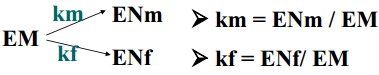 km ENm ➢ km = ENm / EM
EM
kf ENf ➢ kf = ENf/ EM